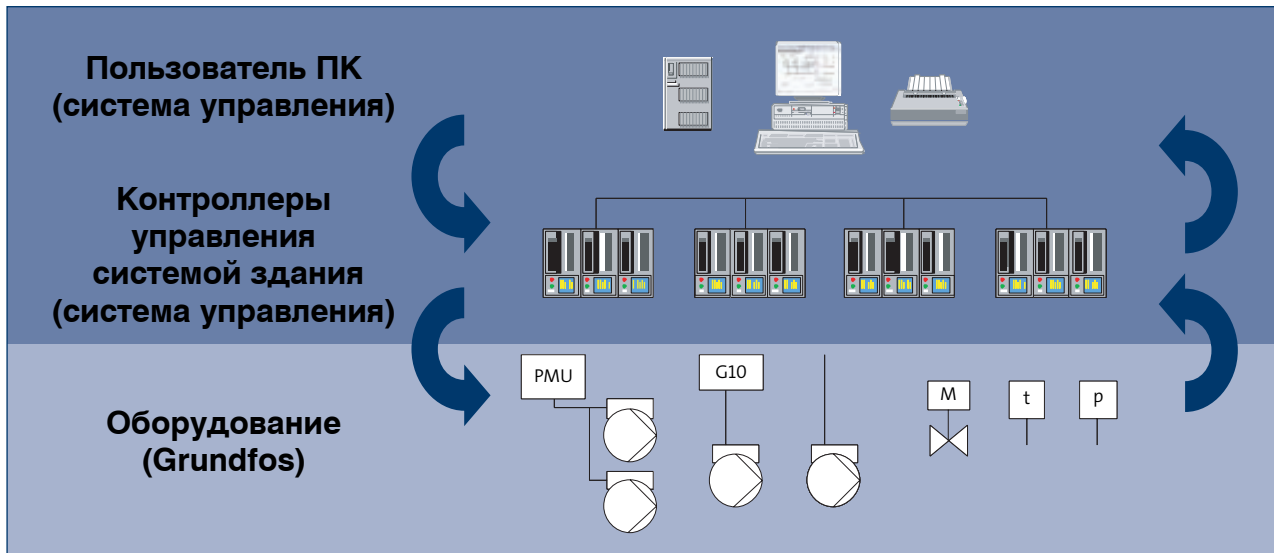 Пользователь ПК
(система управления)
Контроллеры
управления
системой здания
(система управления)
Оборудование
(Grundfos)
PMU
G10
M
t
p